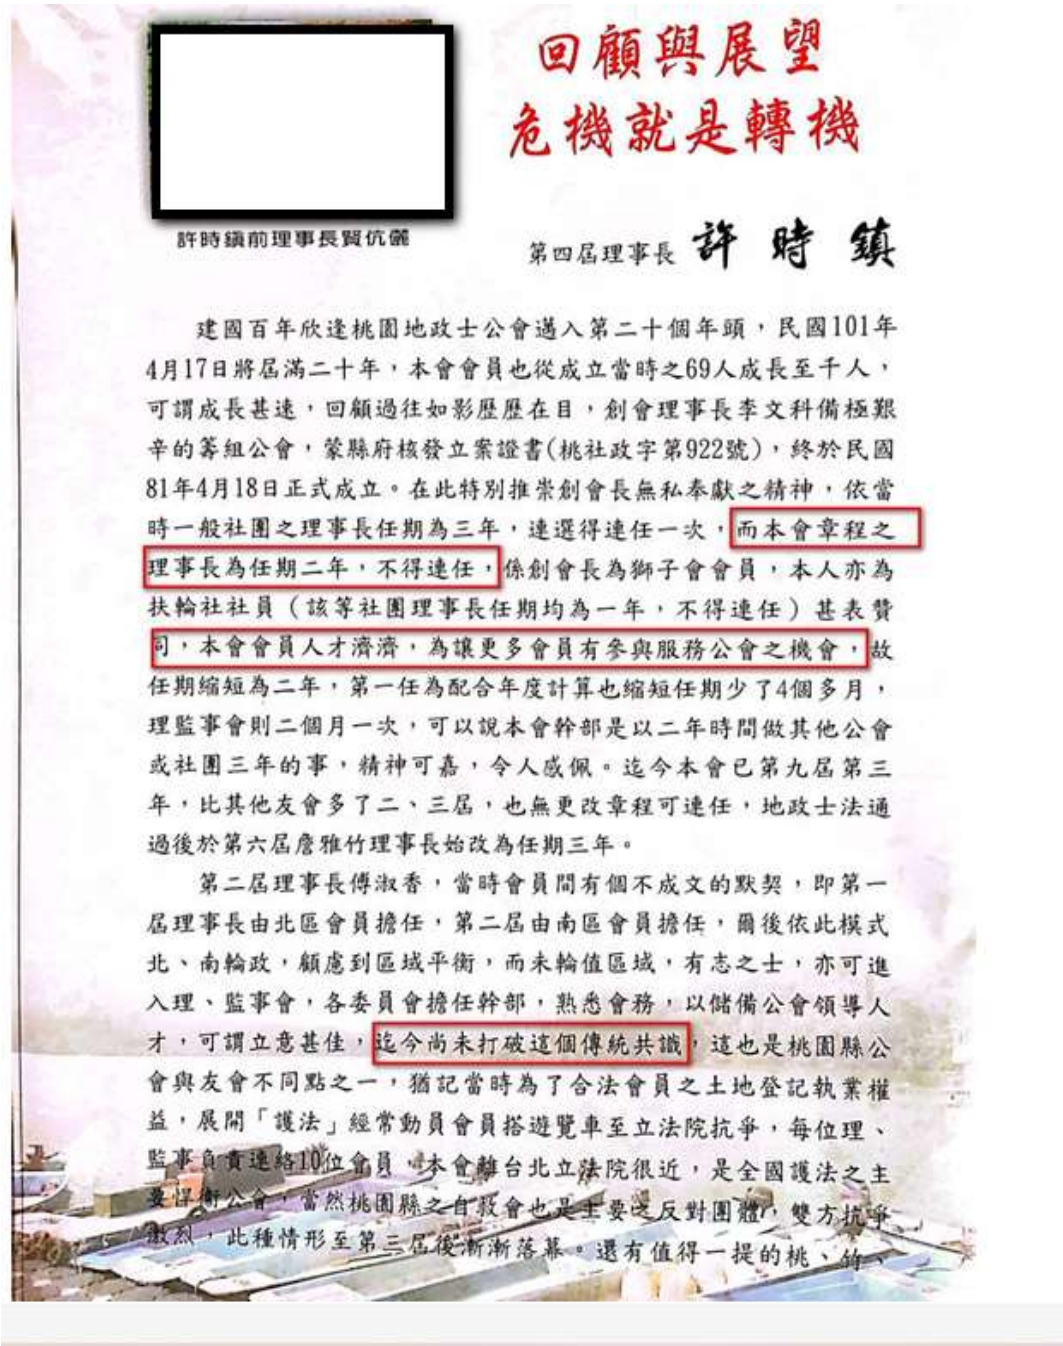 回顧與展望
危機就是轉機
許時鎮前理事長賢伉儷
第四屆理事長 許時鎮
建國百年欣逢桃園地政士公會邁入第二十個年頭，民國101年
4月17日將屆滿二十年，本會會員也從成立當時之69人成長至千人，
可謂成長甚速，回顧過往如影歷歷在目，創會理事長李文科備極艱
辛的籌組公會，蒙縣府核發立案證書(桃社政字第922號)，終於民國
81年4月18日正式成立。在此特別推崇創會長無私奉獻之精神，依當
時一般社團之理事長任期為三年，連選得連任一次，而本會章程之
理事長為任期二年，不得連任，係創會長為獅子會會員，本人亦為
扶輪社社員（該等社團理事長任期均為一年，不得連任）甚表贊
同，本會會員人才濟濟，為讓更多會員有參與服務公會之機會，故
任期縮短為二年，第一任為配合年度計算也縮短任期少了4個多月，
理監事會則二個月一次，可以說本會幹部是以二年時間做其他公會
或社團三年的事，精神可嘉，令人感佩。迄今本會已第九屆第三
年，比其他友會多了二、三屆，也無更改章程可連任，地政士法通
過後於第六屆詹雅竹理事長始改為任期三年。
第二屆理事長傅淑香，當時會員間有個不成文的默契，即第一
屆理事長由北區會員擔任，第二屆由南區會員擔任，爾後依此模式
北、南輪政，顧慮到區域平衡，而未輪值區域，有志之士，亦可進
入理、監事會，各委員會擔任幹部，熟悉會務，以儲備公會領導人
才，可謂立意甚佳，迄今尚未打破這個傳統共識，這也是桃園縣公
會與友會不同點之一，猶記當時為了合法會員之土地登記執業權
益，展開「護法」經常動員會員搭遊覽車至立法院抗爭，每位理、
監事負責連絡10位會員，本會離台北立法院很近，是全國護法之主
要悍衛公會，當然桃園縣之自救會也是主要之反對團體，雙方抗爭
激烈，此種情形至第三屆後漸漸落幕。還有值得一提的桃、竹、